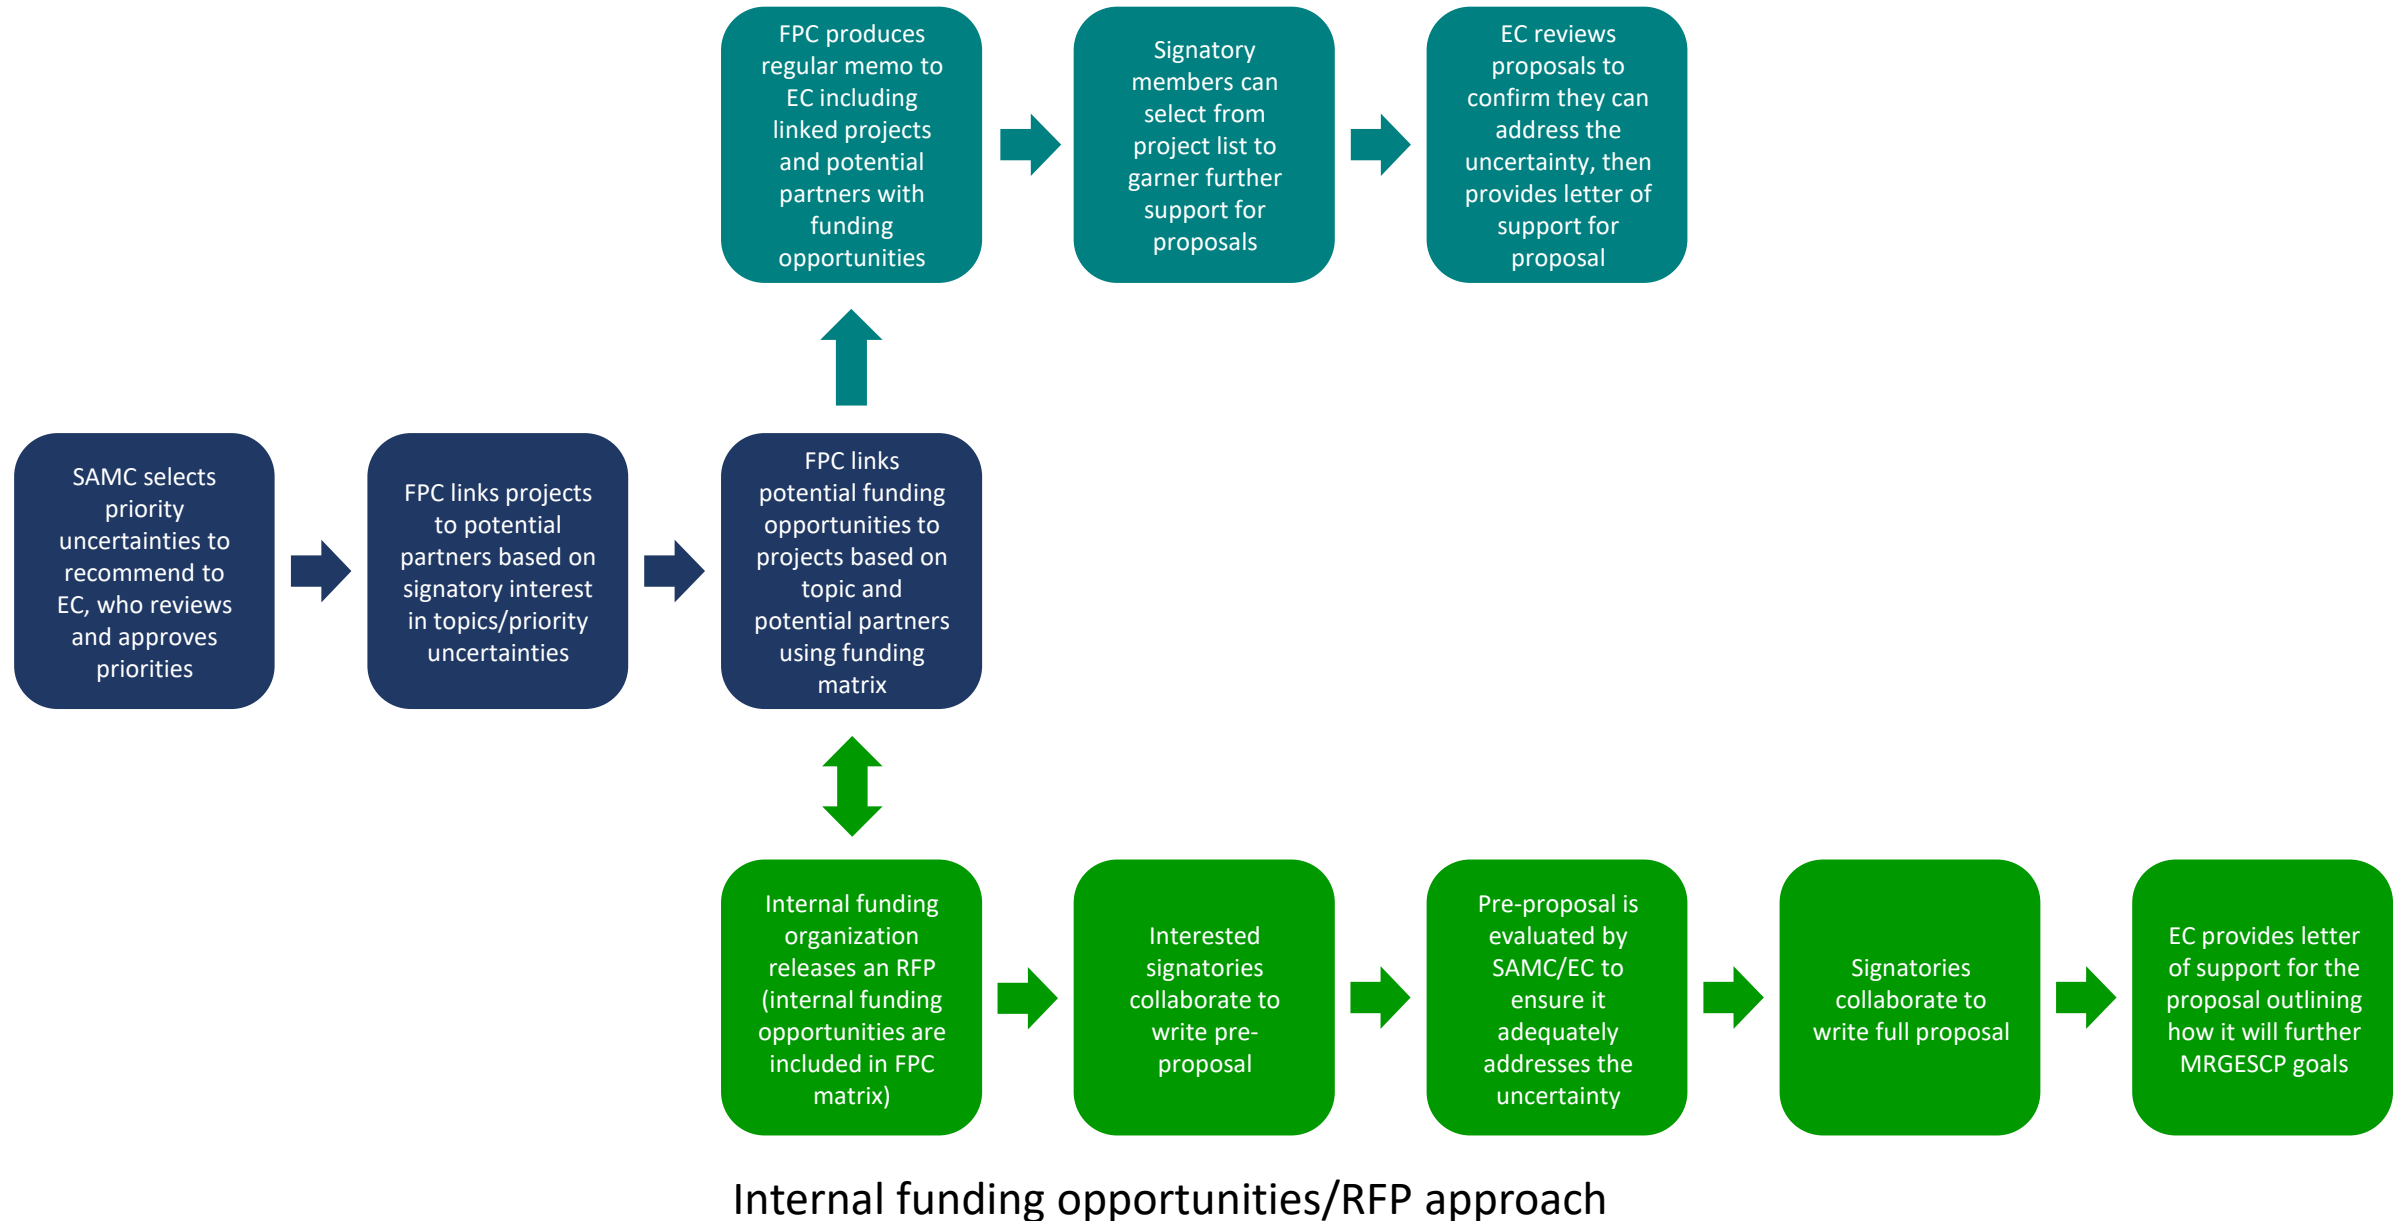 FPC produces
regular memo to
EC including
linked projects
and potential
partners with
funding
opportunities
Signatory
members can
select from
project list to
garner further
support for
proposals
EC reviews
proposals to
confirm they can
address the
uncertainty, then
provides letter of
support for
proposal
SAMC selects
priority
uncertainties to
recommend to
EC, who reviews
and approves
priorities
FPC links projects
to potential
partners based on
signatory interest
in topics/priority
uncertainties
FPC links
potential funding
opportunities to
projects based on
topic and
potential partners
using funding
matrix
Internal funding
organization
releases an RFP
(internal funding
opportunities are
included in FPC
matrix)
Interested
signatories
collaborate to
write pre-
proposal
Pre-proposal is
evaluated by
SAMC/EC to
ensure it
adequately
addresses the
uncertainty
Signatories
collaborate to
write full proposal
EC provides letter
of support for the
proposal outlining
how it will further
MRGESCP goals
Internal funding opportunities/RFP approach